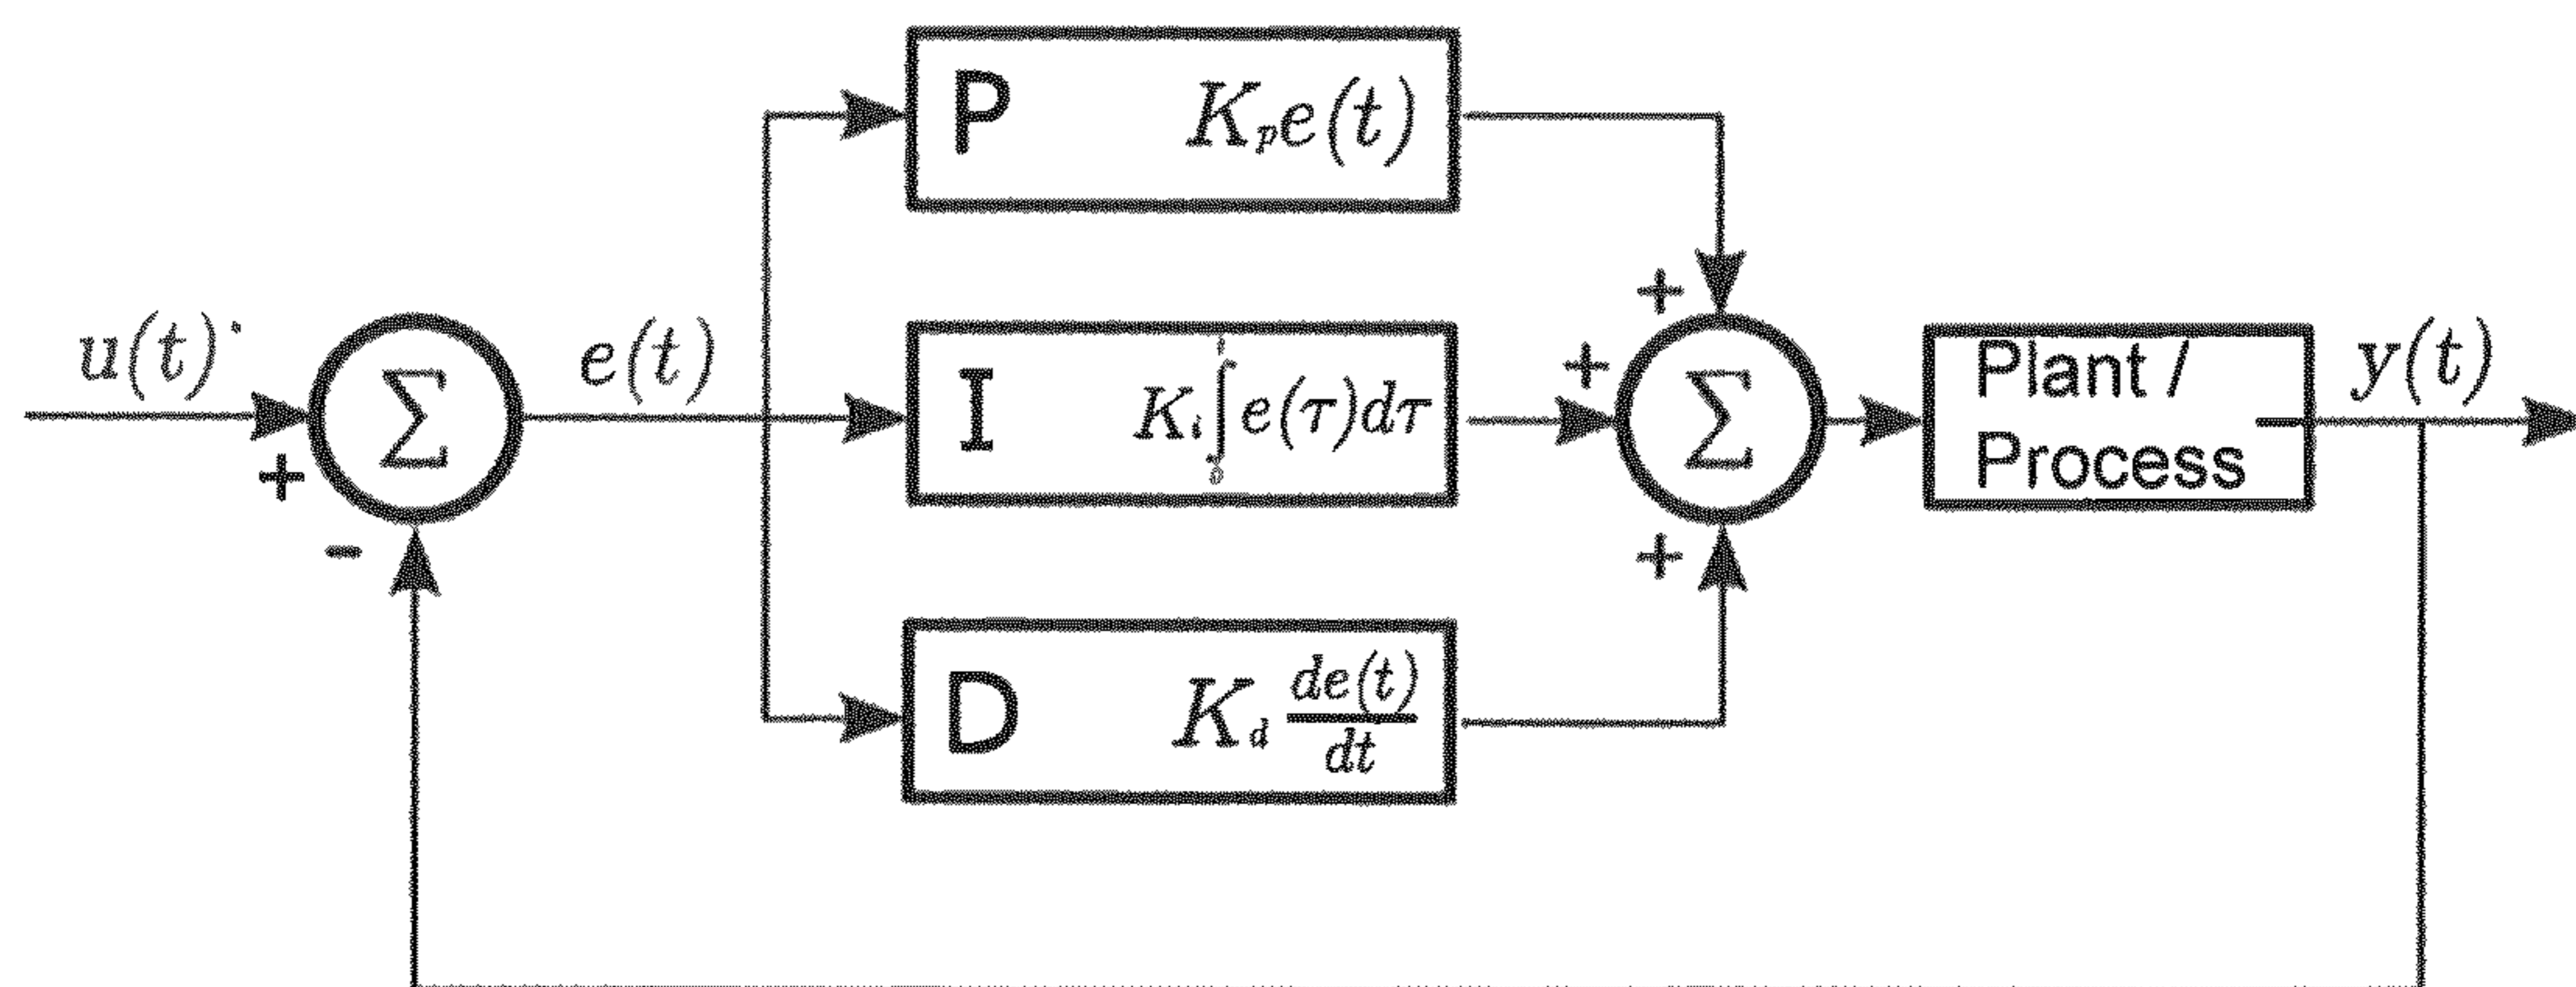 u(t)
+
-
Σ
e(t)
P K_p e(t)
I K_i ∫ e(τ)dτ
D K_d de(t)/dt
+
+
+
Σ
Plant /
Process
y(t)